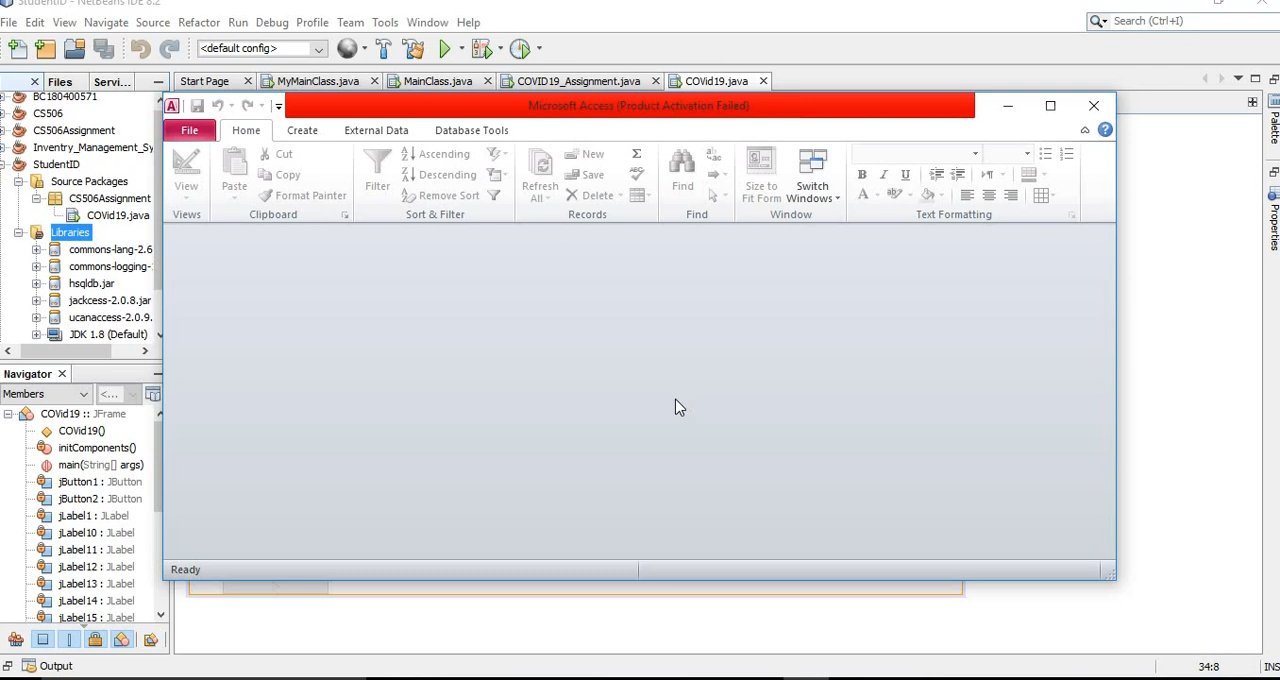 StudentID - NetBeans IDE 8.2
File Edit View Navigate Source Refactor Run Debug Profile Team Tools Window Help
Search (Ctrl+I)
<default config>
Files Servi...
Start Page MyMainClass.java MainClass.java COVID19_Assignment.java COVid19.java
BC180400571
CS506
CS506Assignment
Inventry_Management_Sy
StudentID
Source Packages
CS506Assignment
COVid19.java
Libraries
commons-lang-2.6
commons-logging-
hsqldb.jar
jackcess-2.0.8.jar
ucanaccess-2.0.9.
JDK 1.8 (Default)
Navigator
Members <...
COVid19 :: JFrame
COVid19()
initComponents()
main(String[] args)
jButton1 : JButton
jButton2 : JButton
jLabel1 : JLabel
jLabel10 : JLabel
jLabel11 : JLabel
jLabel12 : JLabel
jLabel13 : JLabel
jLabel14 : JLabel
jLabel15 : JLabel
Output
Microsoft Access (Product Activation Failed)
File Home Create External Data Database Tools
View
Views
Paste
Cut
Copy
Format Painter
Clipboard
Filter
Ascending
Descending
Remove Sort
Sort & Filter
Refresh
All
New
Save
Delete
Records
Find
Find
Size to
Fit Form
Switch
Windows
Window
B I U
A ab
Text Formatting
Ready
Palette
Properties
34:8 INS